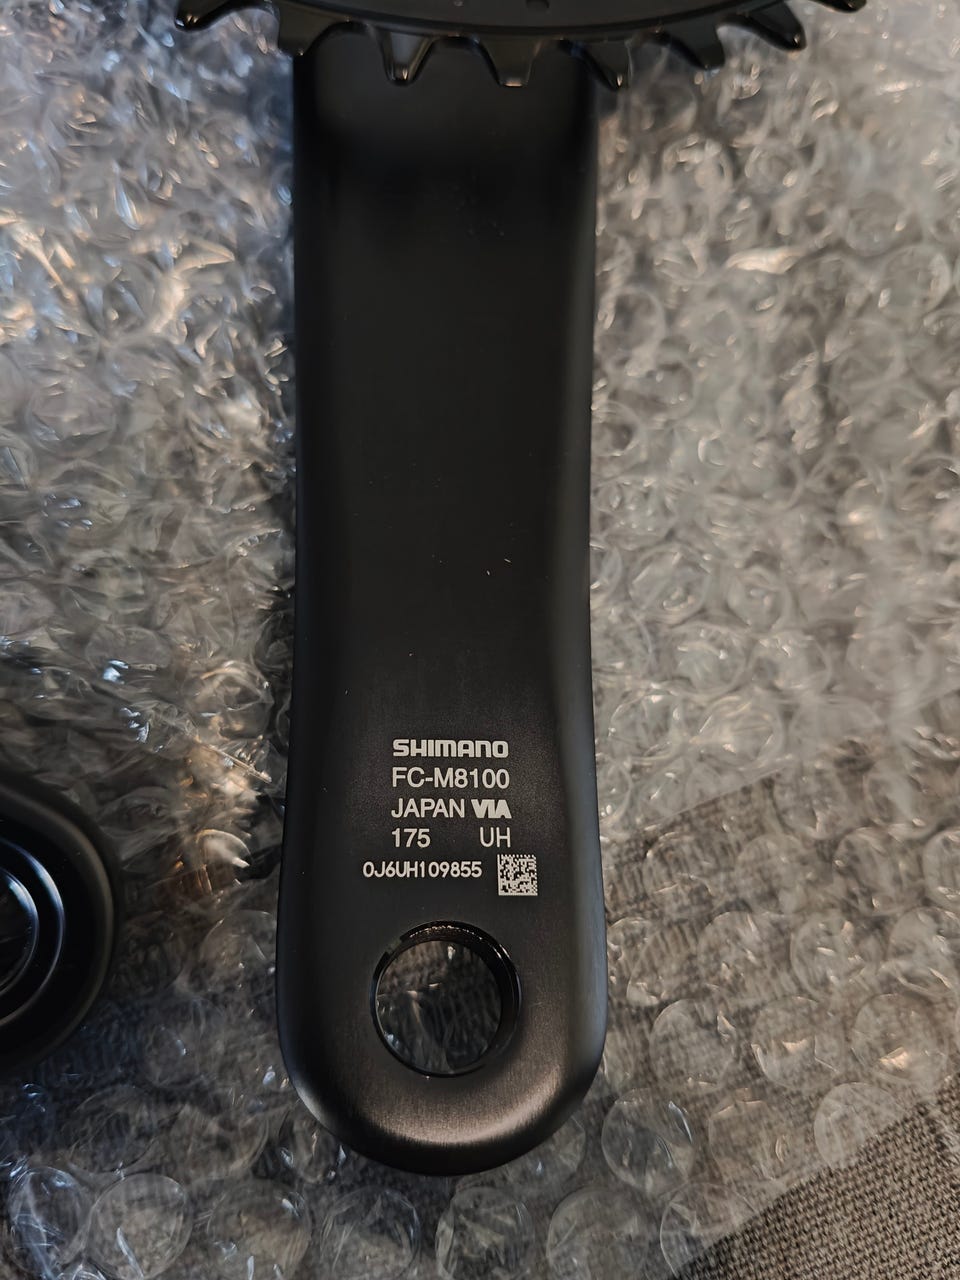 SHIMANO
FC-M8100
JAPAN VIA
175 UH
0J6UH109855